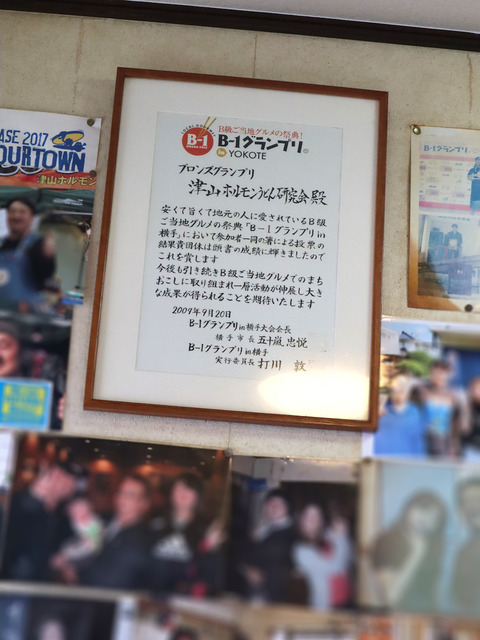 ASE 2017
OURTOWN
津山ホルモン
B級ご当地グルメの祭典!
B-1
B-1グランプリ
in YOKOTE
ブロンズグランプリ
津山ホルモンうどん研究会殿
安くて旨くて地元の人に愛されているB級
ご当地グルメの祭典「B-1グランプリin
横手」において参加者一同の箸による投票の
結果貴団体は頭書の成績に輝きましたので
これを賞します
今後も引き続きB級ご当地グルメでのまち
おこしに取り組まれ一層活動が伸展し大き
な成果が得られることを期待いたします
2009年9月20日
B-1グランプリin横手大会会長
横手市長 五十嵐 忠悦
B-1グランプリin横手
実行委員長 打川 敦
B-1グランプリ